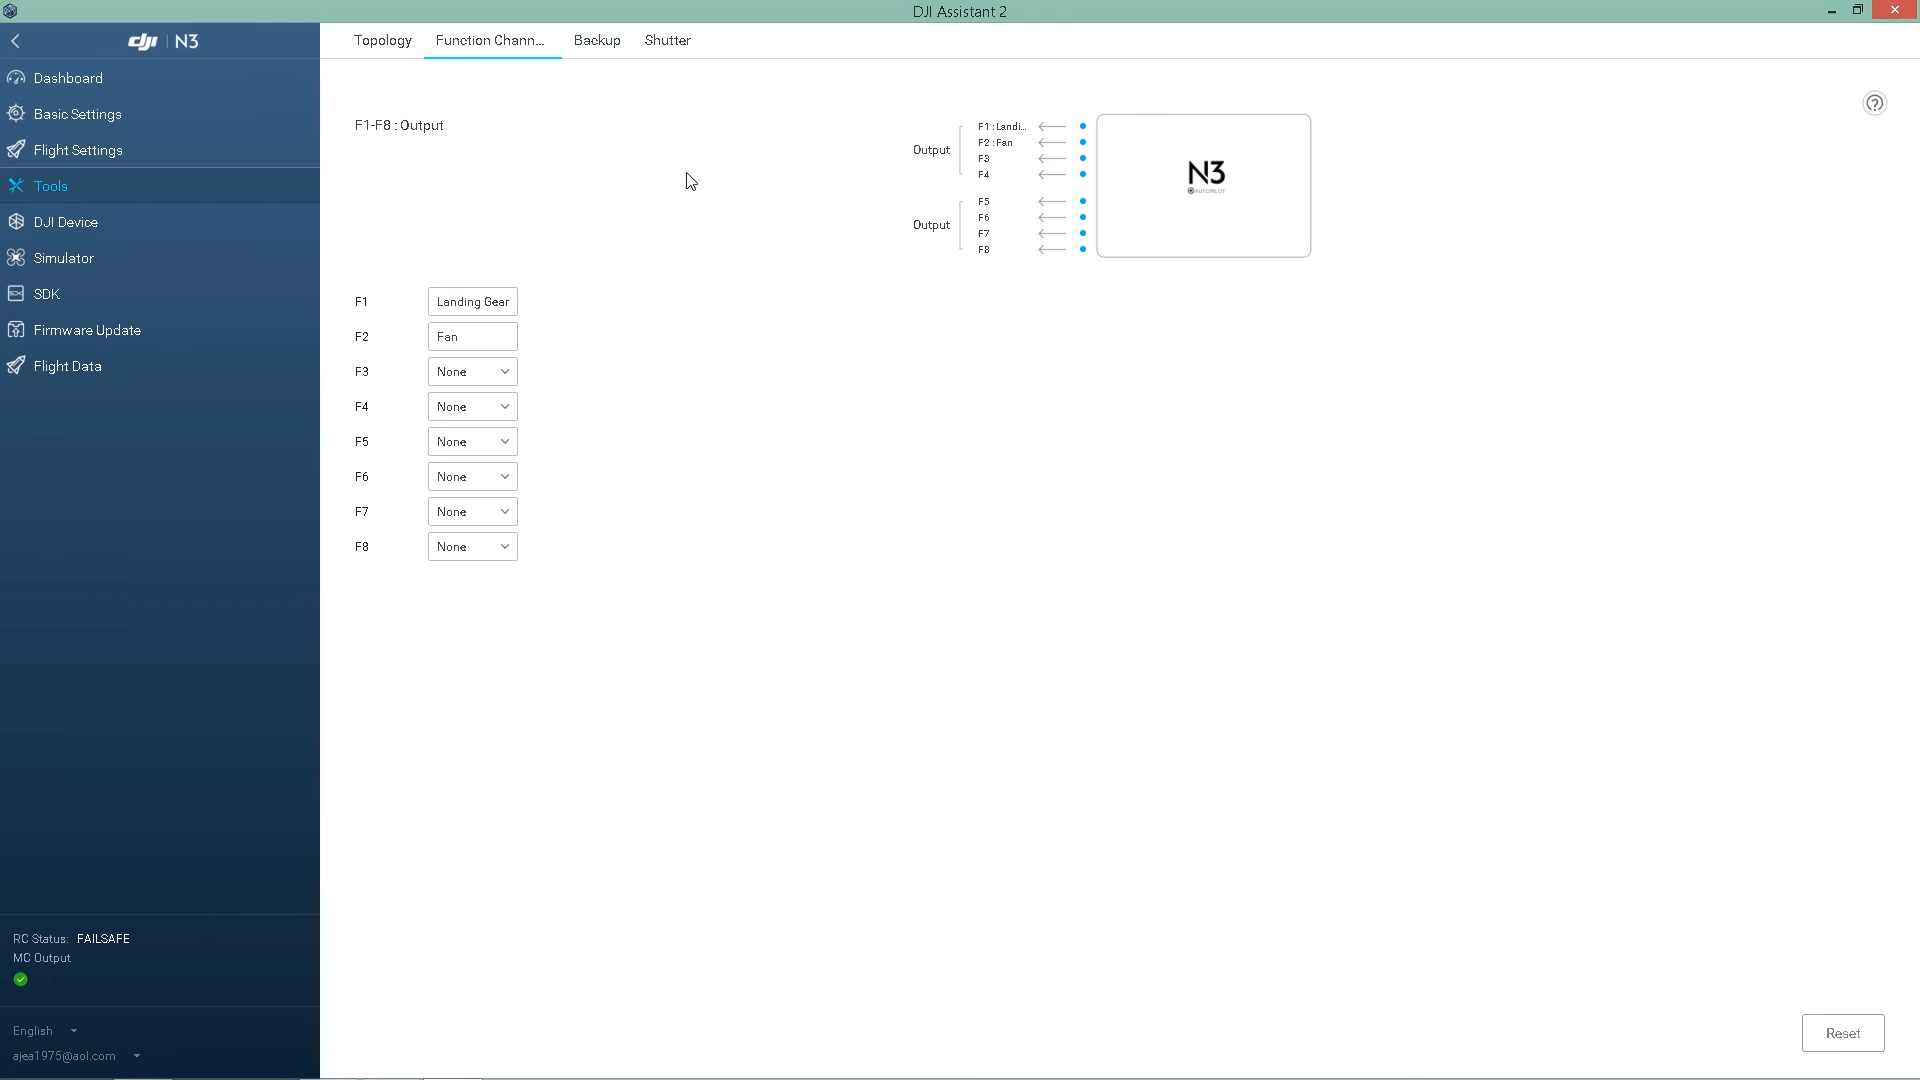 DJI Assistant 2
dji | N3
Dashboard
Basic Settings
Flight Settings
Tools
DJI Device
Simulator
SDK
Firmware Update
Flight Data
RC Status: FAILSAFE
MC Output
English
ajea1975@aol.com
Topology Function Chann... Backup Shutter
F1-F8 : Output
Output
F1 : Landi...
F2 : Fan
F3
F4
Output
F5
F6
F7
F8
N3
AUTOPILOT
F1 Landing Gear
F2 Fan
F3 None
F4 None
F5 None
F6 None
F7 None
F8 None
Reset